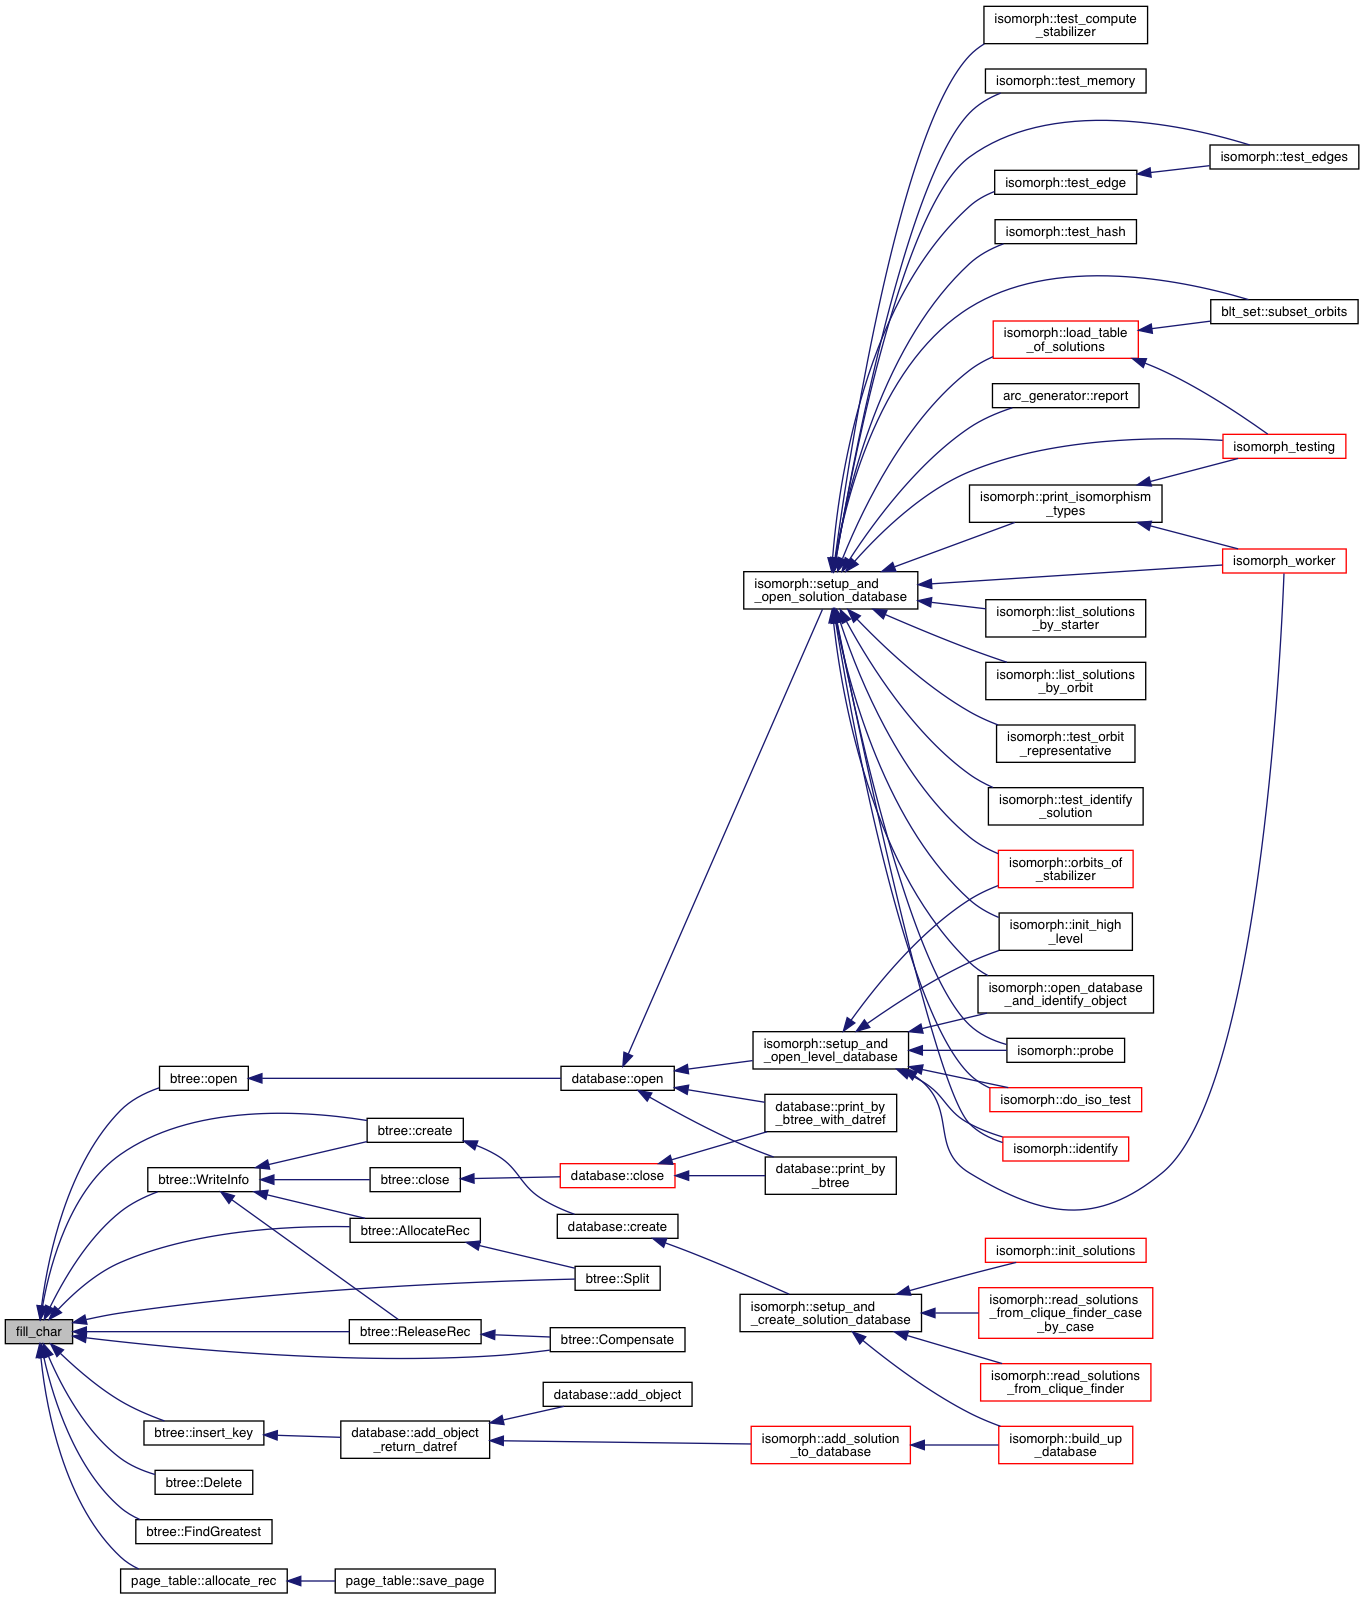 isomorph::test_compute
_stabilizer
isomorph::test_memory
isomorph::test_edges
isomorph::test_edge
isomorph::test_hash
blt_set::subset_orbits
isomorph::load_table
_of_solutions
arc_generator::report
isomorph_testing
isomorph::print_isomorphism
_types
isomorph_worker
isomorph::setup_and
_open_solution_database
isomorph::list_solutions
_by_starter
isomorph::list_solutions
_by_orbit
isomorph::test_orbit
_representative
isomorph::test_identify
_solution
isomorph::orbits_of
_stabilizer
isomorph::init_high
_level
isomorph::open_database
_and_identify_object
isomorph::setup_and
_open_level_database
isomorph::probe
btree::open
database::open
isomorph::do_iso_test
database::print_by
_btree_with_datref
btree::create
isomorph::identify
btree::WriteInfo
btree::close
database::close
database::print_by
_btree
btree::AllocateRec
database::create
isomorph::init_solutions
btree::Split
isomorph::setup_and
_create_solution_database
isomorph::read_solutions
_from_clique_finder_case
_by_case
fill_char
btree::ReleaseRec
btree::Compensate
isomorph::read_solutions
_from_clique_finder
database::add_object
btree::insert_key
database::add_object
_return_datref
isomorph::add_solution
_to_database
isomorph::build_up
_database
btree::Delete
btree::FindGreatest
page_table::allocate_rec
page_table::save_page